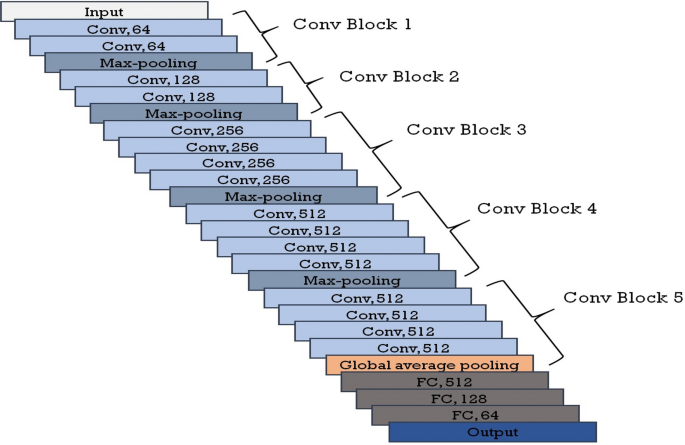 Input
Conv,64
Conv,64
Max-pooling
Conv,128
Conv,128
Max-pooling
Conv,256
Conv,256
Conv,256
Conv,256
Max-pooling
Conv,512
Conv,512
Conv,512
Conv,512
Max-pooling
Conv,512
Conv,512
Conv,512
Conv,512
Global average pooling
FC,512
FC,128
FC,64
Output
Conv Block 1
Conv Block 2
Conv Block 3
Conv Block 4
Conv Block 5